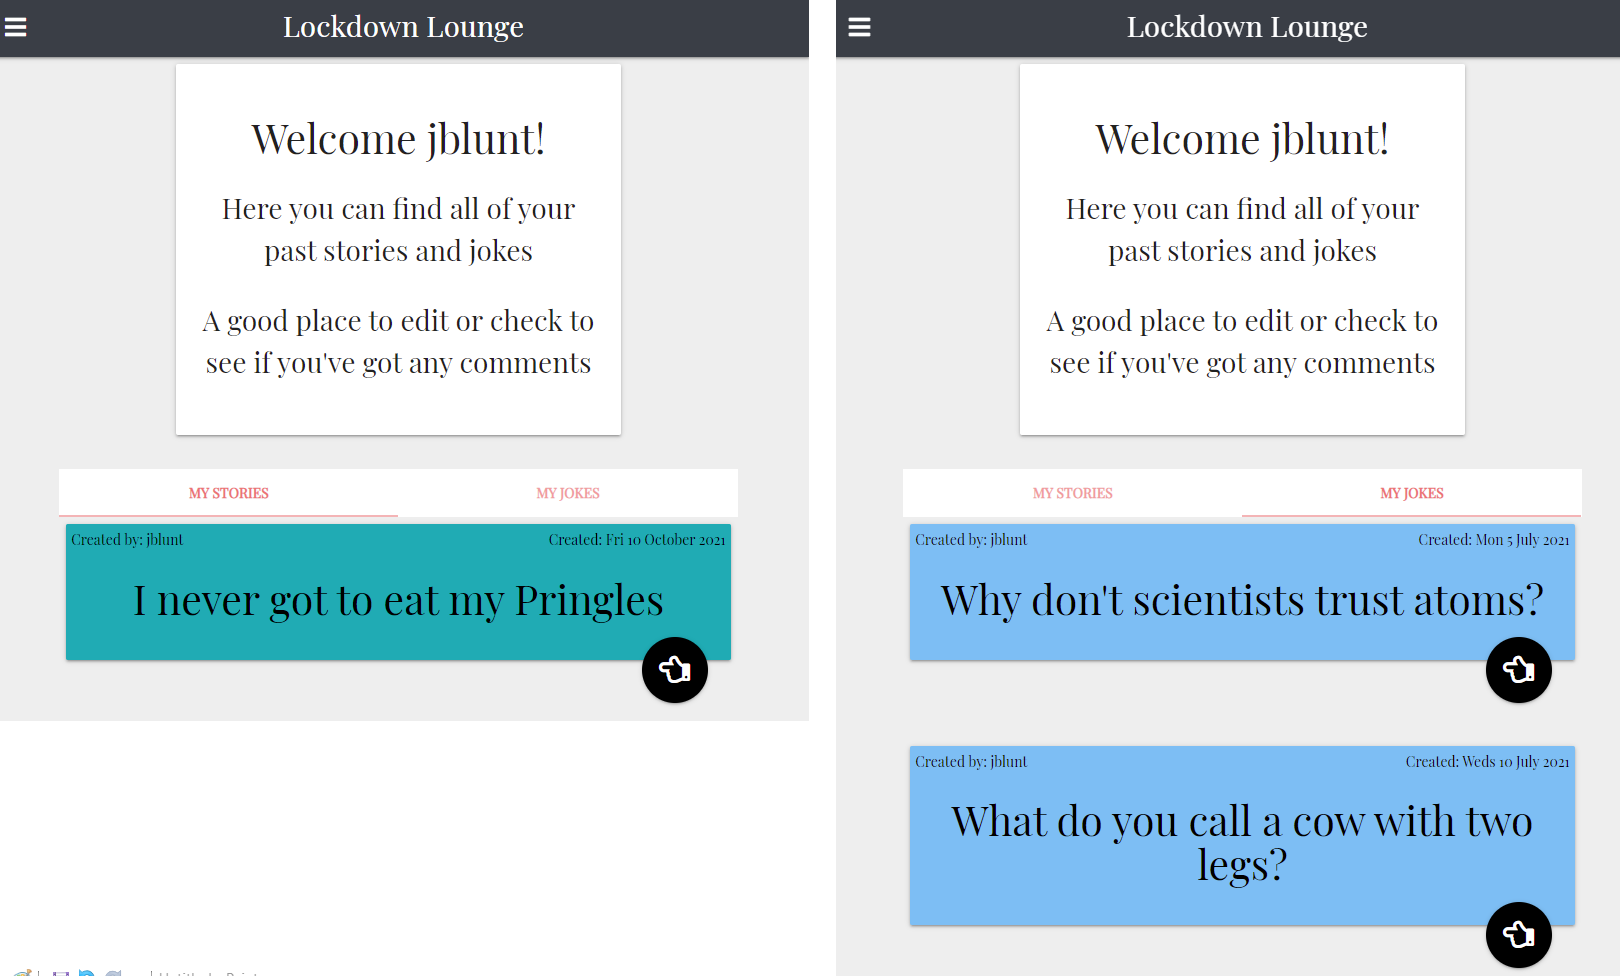 Lockdown Lounge
Welcome jblunt!
Here you can find all of your
past stories and jokes
A good place to edit or check to
see if you've got any comments
MY STORIES MY JOKES
Created by: jblunt Created: Fri 10 October 2021
I never got to eat my Pringles
Lockdown Lounge
Welcome jblunt!
Here you can find all of your
past stories and jokes
A good place to edit or check to
see if you've got any comments
MY STORIES MY JOKES
Created by: jblunt Created: Mon 5 July 2021
Why don't scientists trust atoms?
Created by: jblunt Created: Weds 10 July 2021
What do you call a cow with two
legs?